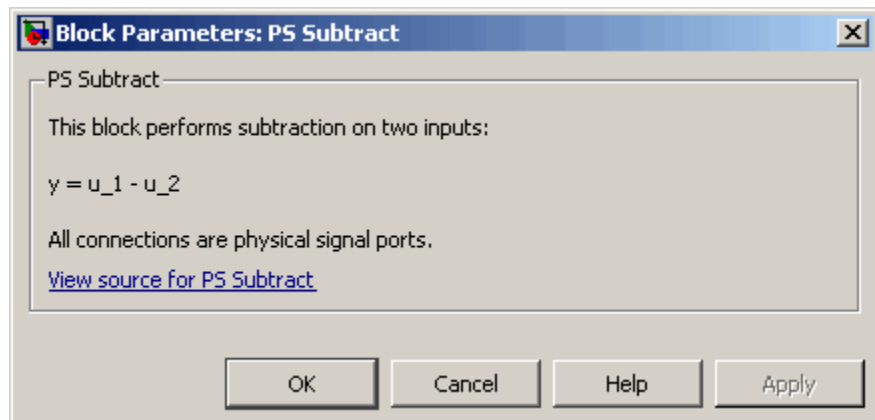 Block Parameters: PS Subtract
PS Subtract
This block performs subtraction on two inputs:
y = u_1 - u_2
All connections are physical signal ports.
View source for PS Subtract
OK
Cancel
Help
Apply